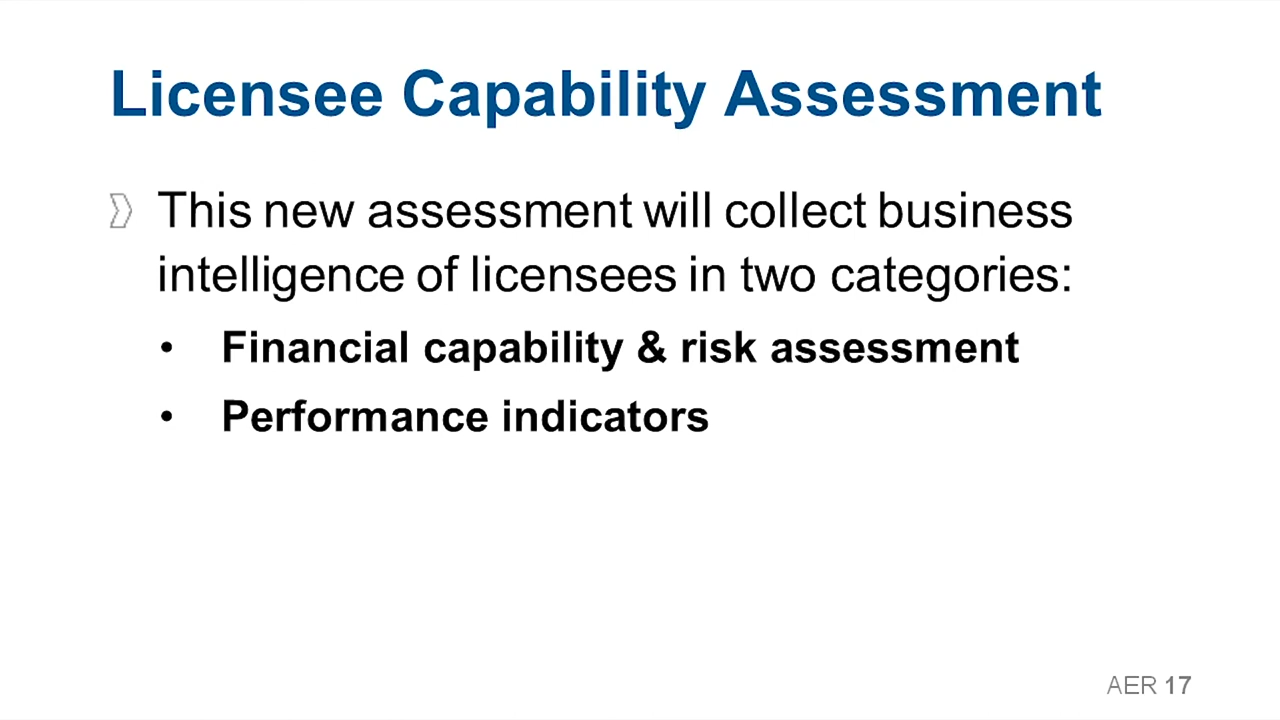 Licensee Capability Assessment
This new assessment will collect business
intelligence of licensees in two categories:
• Financial capability & risk assessment
• Performance indicators
AER 17